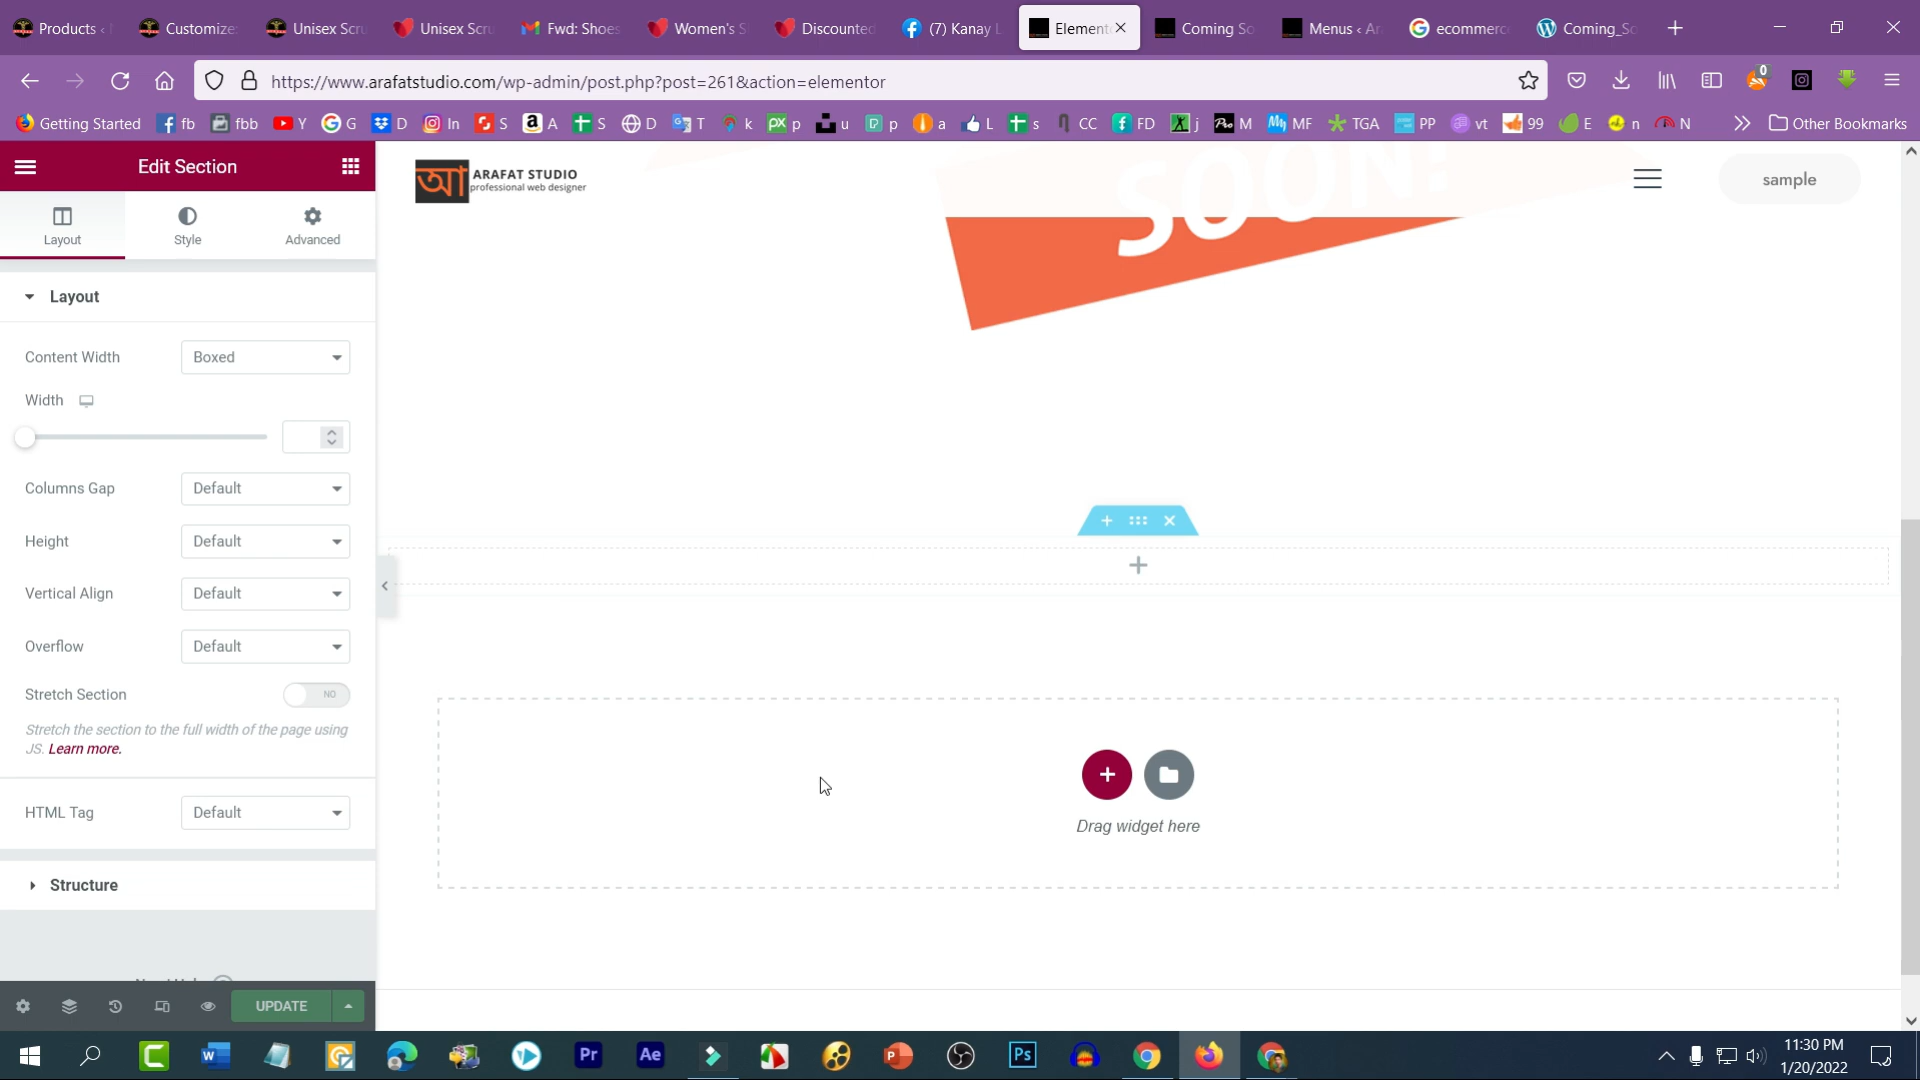 Products ‹
Customize
Unisex Scru
Unisex Scru
Fwd: Shoes
Women's S
Discounted
(7) Kanay L
Element
Coming So
Menus ‹ Ar
ecommerc
Coming_So
https://www.arafatstudio.com/wp-admin/post.php?post=261&action=elementor
0
Getting Started
fb
fbb
Y
G
D
In
S
A
S
D
T
k
p
u
p
a
L
s
CC
FD
j
M
MF
TGA
PP
vt
99
E
n
N
Other Bookmarks
Edit Section
Layout
Style
Advanced
Layout
Content Width
Boxed
Width
Columns Gap
Default
Height
Default
Vertical Align
Default
Overflow
Default
Stretch Section
NO
Stretch the section to the full width of the page using
JS. Learn more.
HTML Tag
Default
Structure
UPDATE
আ
ARAFAT STUDIO
professional web designer
SOON!
sample
Drag widget here
11:30 PM
1/20/2022